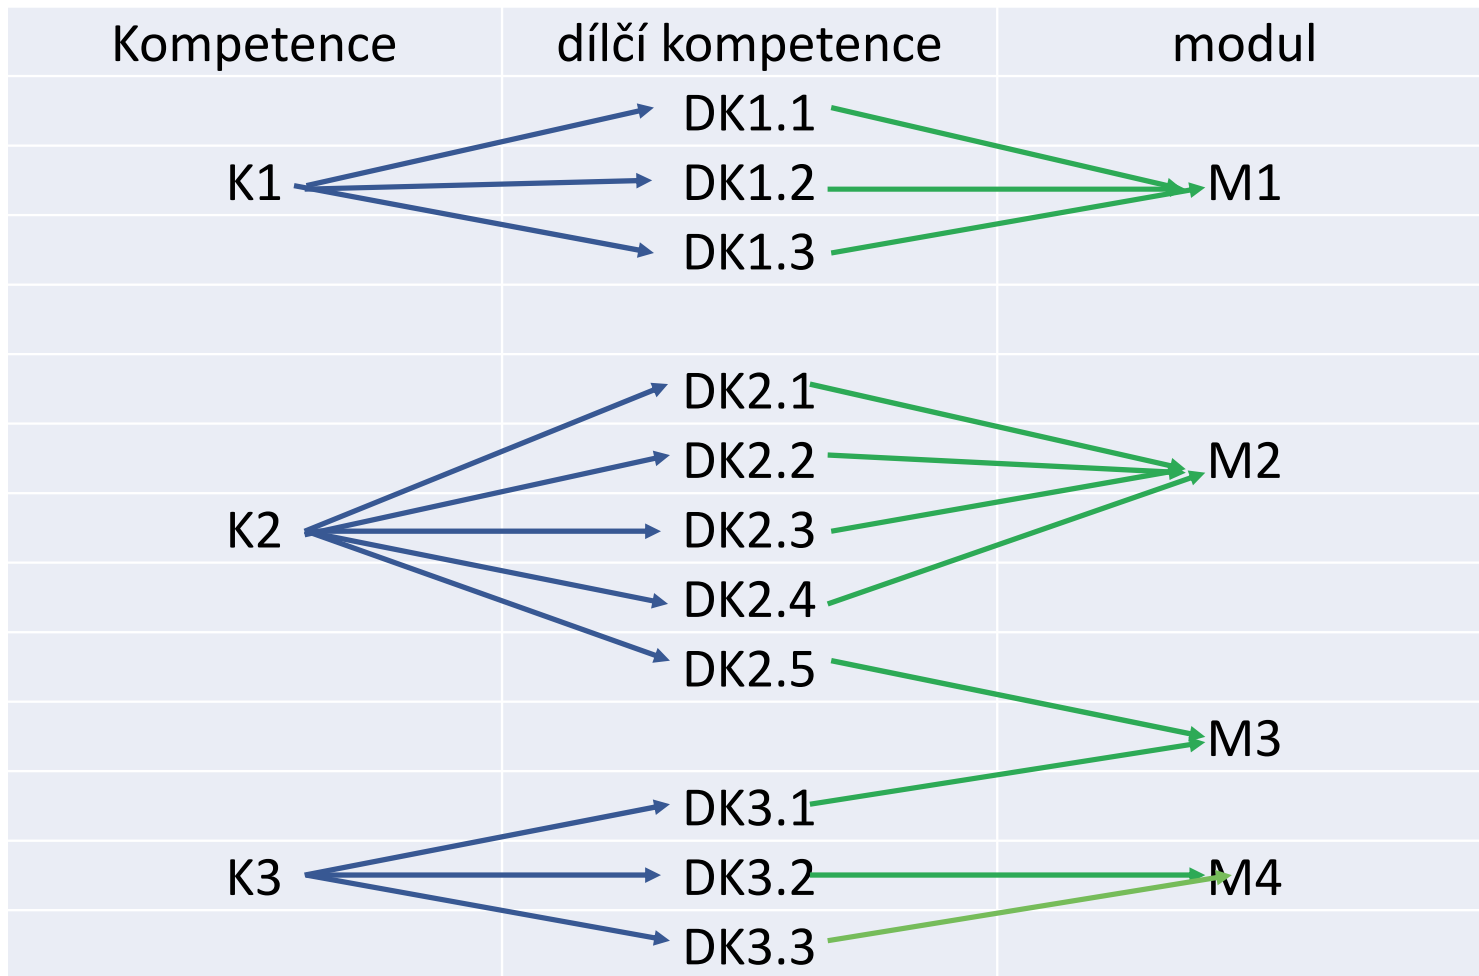 Kompetence dílčí kompetence modul
DK1.1
K1 DK1.2 M1
DK1.3
DK2.1
DK2.2 M2
K2 DK2.3
DK2.4
DK2.5
M3
DK3.1
K3 DK3.2 M4
DK3.3